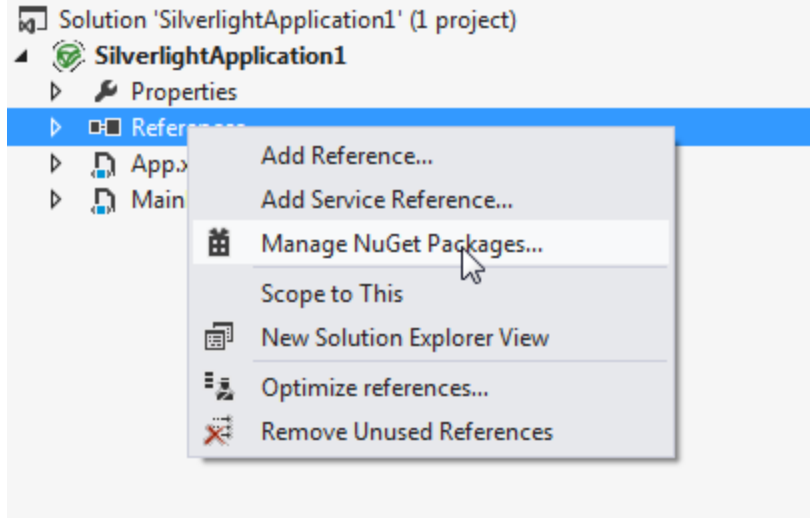 Solution 'SilverlightApplication1' (1 project)
SilverlightApplication1
Properties
References
App.x
Main
Add Reference...
Add Service Reference...
Manage NuGet Packages...
Scope to This
New Solution Explorer View
Optimize references...
Remove Unused References